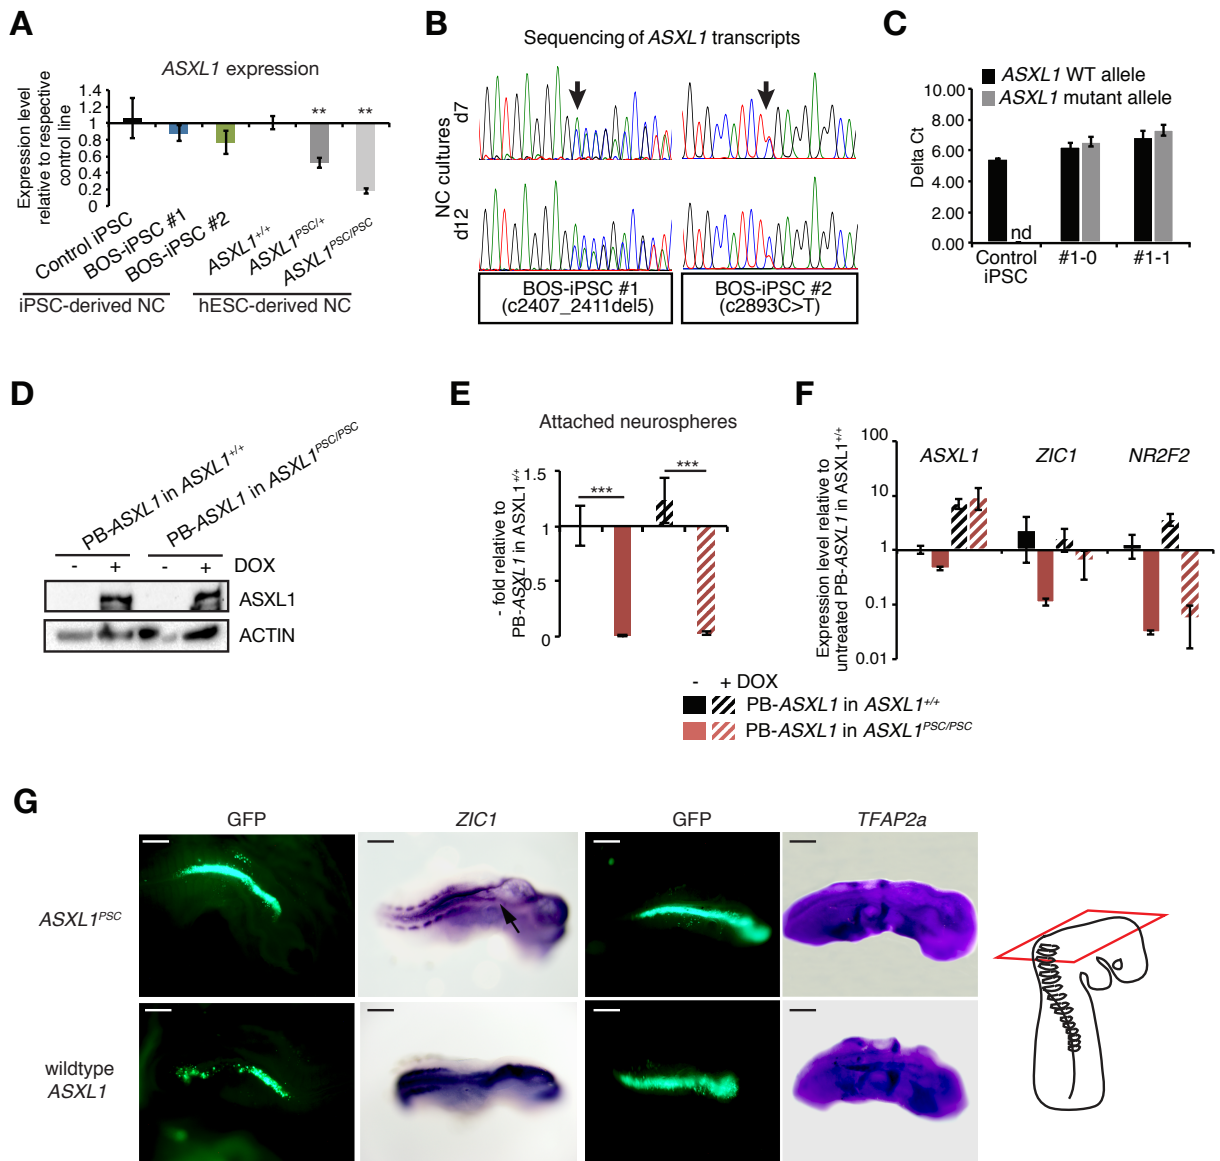 A
ASXL1 expression
Expression level
relative to respective
control line
1.4
1.2
1
0.8
0.6
0.4
0.2
0
** **
Control iPSC
BOS-iPSC #1
BOS-iPSC #2
ASXL1+/+
ASXL1PSC/+
ASXL1PSC/PSC
iPSC-derived NC
hESC-derived NC
B
Sequencing of ASXL1 transcripts
NC cultures
d7
d12
BOS-iPSC #1
(c2407_2411del5)
BOS-iPSC #2
(c2893C>T)
C
ASXL1 WT allele
ASXL1 mutant allele
Delta Ct
10.00
8.00
6.00
4.00
2.00
0.00
nd
Control
iPSC
#1-0
#1-1
D
PB-ASXL1 in ASXL1+/+
PB-ASXL1 in ASXL1PSC/PSC
- + - + DOX
ASXL1
ACTIN
E
Attached neurospheres
- fold relative to
PB-ASXL1 in ASXL1+/+
1.5
1
0.5
0
*** ***
F
Expression level relative to
untreated PB-ASXL1 in ASXL1+/+
100
10
1
0.1
0.01
ASXL1
ZIC1
NR2F2
- + DOX
PB-ASXL1 in ASXL1+/+
PB-ASXL1 in ASXL1PSC/PSC
G
GFP
ZIC1
GFP
TFAP2a
ASXL1PSC
wildtype
ASXL1